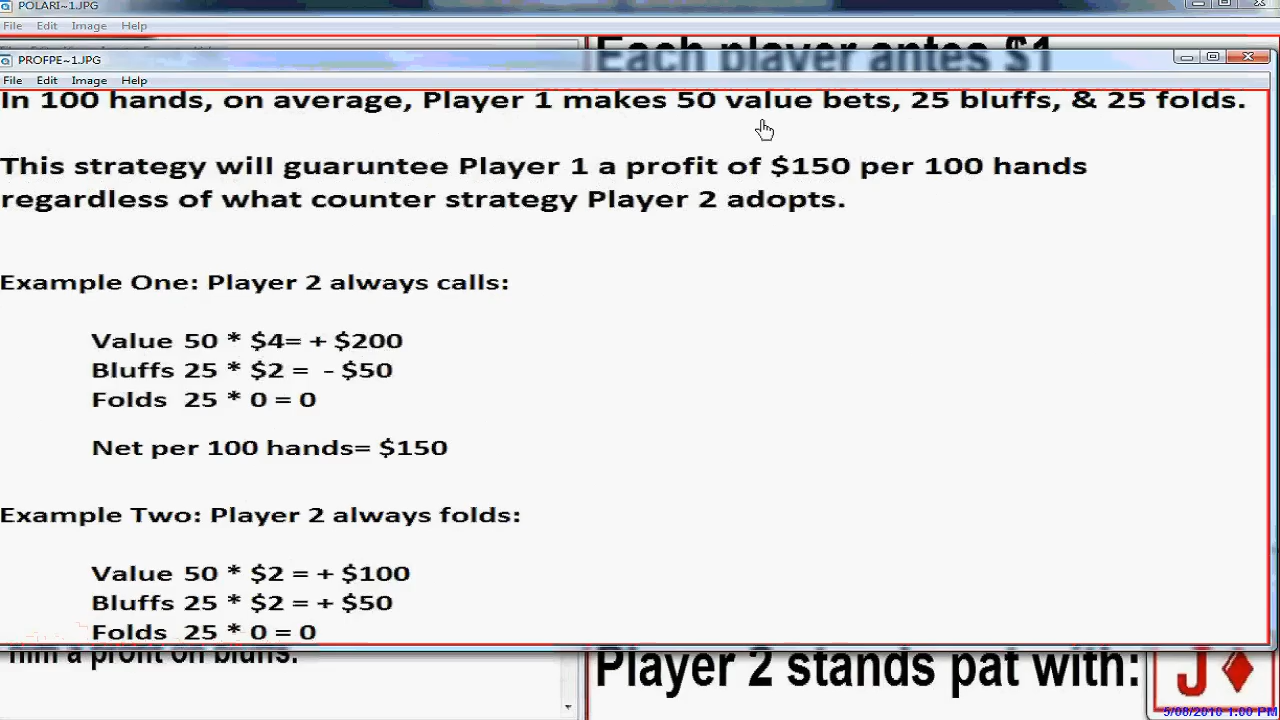 POLARI~1.JPG
File Edit Image Help
Each player antes $1
PROFPE~1.JPG
File Edit Image Help
In 100 hands, on average, Player 1 makes 50 value bets, 25 bluffs, & 25 folds.
This strategy will guaruntee Player 1 a profit of $150 per 100 hands
regardless of what counter strategy Player 2 adopts.
Example One: Player 2 always calls:
Value 50 * $4= + $200
Bluffs 25 * $2 = - $50
Folds 25 * 0 = 0
Net per 100 hands= $150
Example Two: Player 2 always folds:
Value 50 * $2 = + $100
Bluffs 25 * $2 = + $50
Folds 25 * 0 = 0
him a profit on bluffs.
Player 2 stands pat with:
J
5/08/2010 1:00 PM